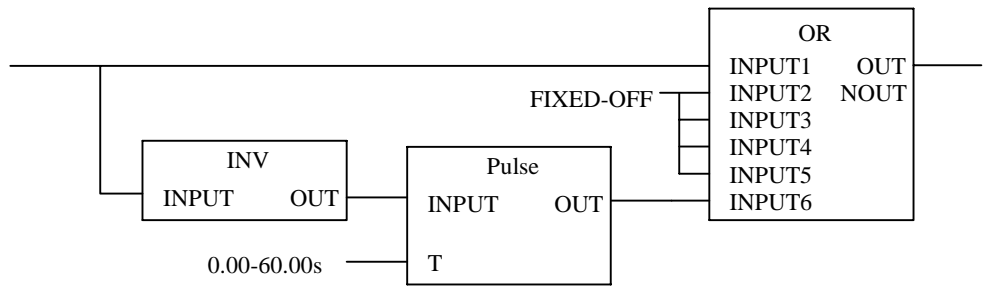 OR
INPUT1 OUT
FIXED-OFF INPUT2 NOUT
INPUT3
INPUT4
INPUT5
INPUT6
INV
INPUT OUT
Pulse
INPUT OUT
0.00-60.00s T